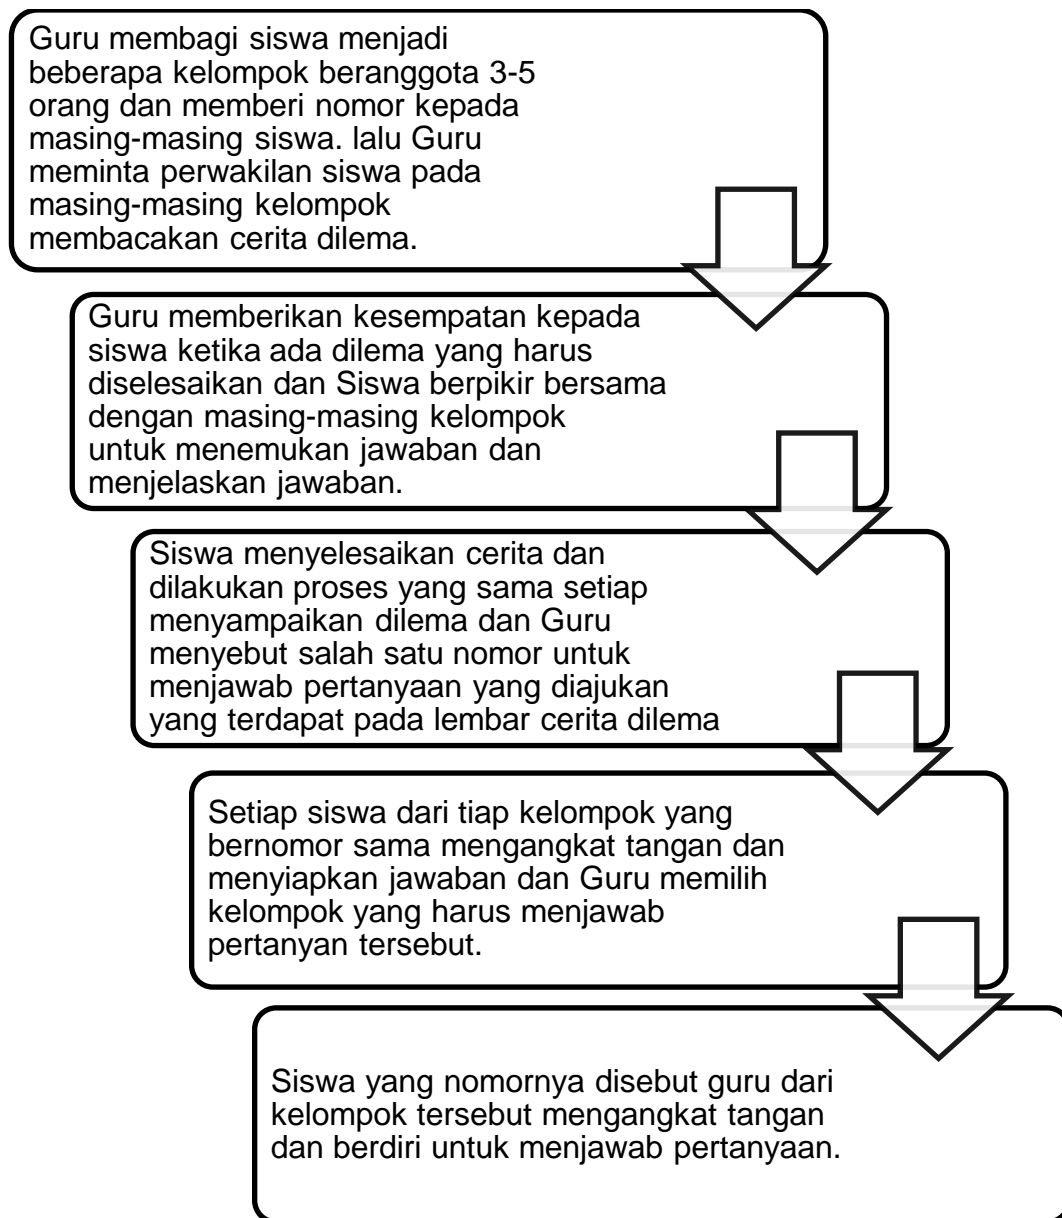 Guru membagi siswa menjadi
beberapa kelompok beranggota 3-5
orang dan memberi nomor kepada
masing-masing siswa. lalu Guru
meminta perwakilan siswa pada
masing-masing kelompok
membacakan cerita dilema.
Guru memberikan kesempatan kepada
siswa ketika ada dilema yang harus
diselesaikan dan Siswa berpikir bersama
dengan masing-masing kelompok
untuk menemukan jawaban dan
menjelaskan jawaban.
Siswa menyelesaikan cerita dan
dilakukan proses yang sama setiap
menyampaikan dilema dan Guru
menyebut salah satu nomor untuk
menjawab pertanyaan yang diajukan
yang terdapat pada lembar cerita dilema
Setiap siswa dari tiap kelompok yang
bernomor sama mengangkat tangan dan
menyiapkan jawaban dan Guru memilih
kelompok yang harus menjawab
pertanyan tersebut.
Siswa yang nomornya disebut guru dari
kelompok tersebut mengangkat tangan
dan berdiri untuk menjawab pertanyaan.